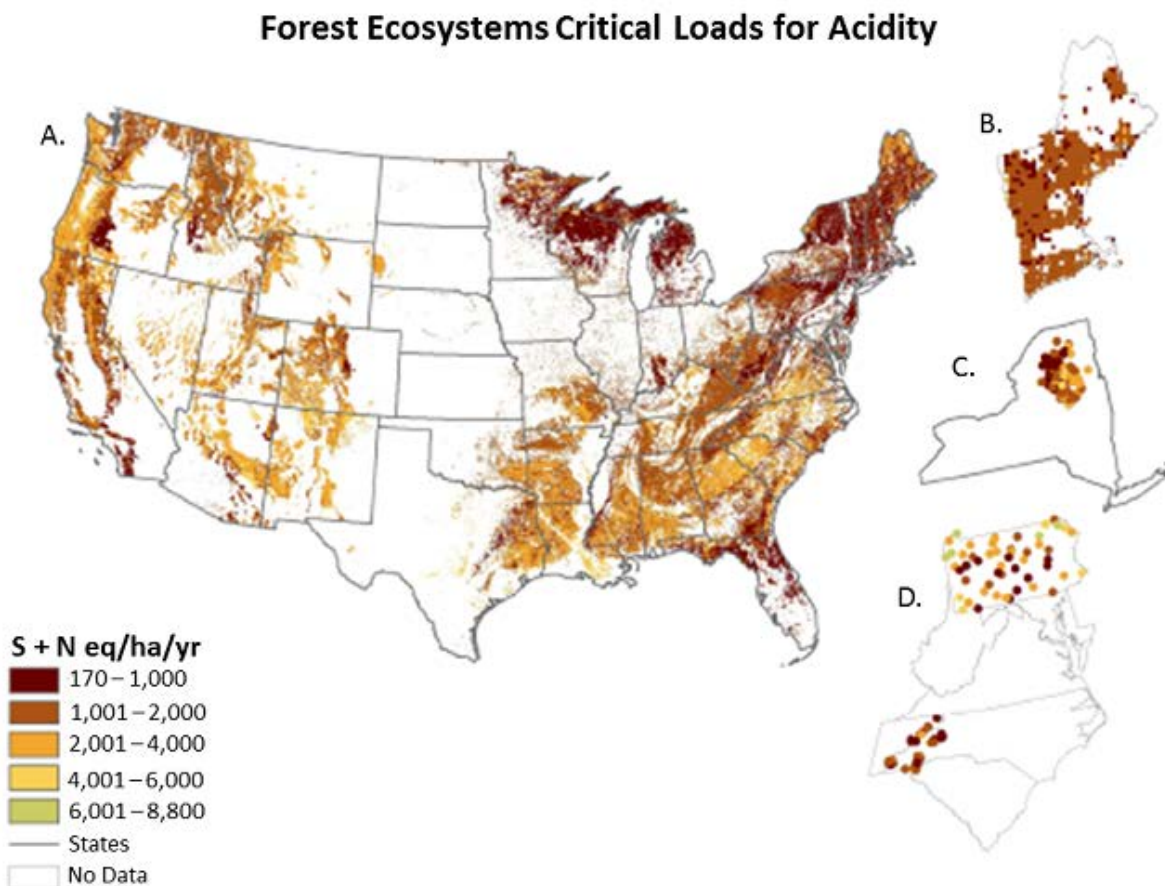 Forest Ecosystems Critical Loads for Acidity
A.
B.
C.
D.
S + N eq/ha/yr
170 – 1,000
1,001 – 2,000
2,001 – 4,000
4,001 – 6,000
6,001 – 8,800
States
No Data